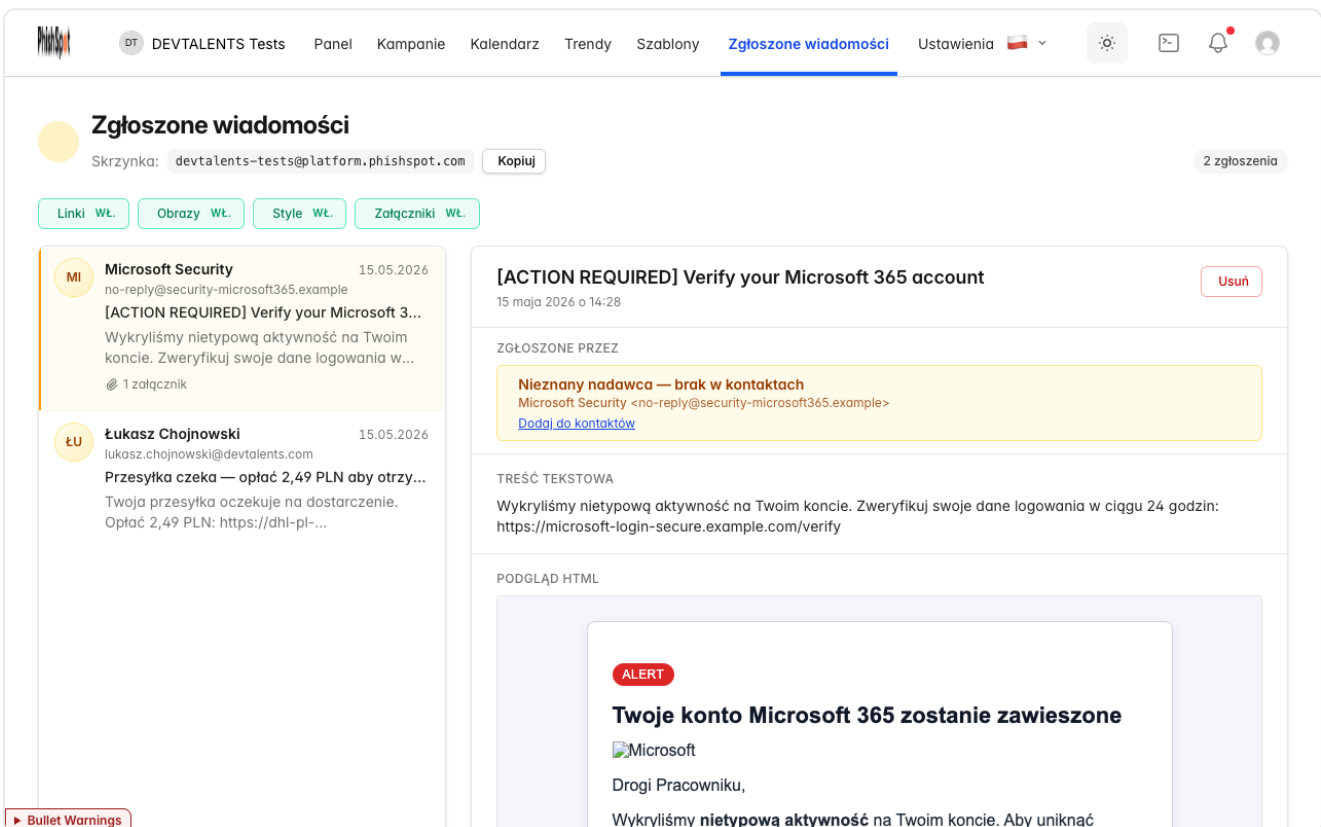 PhishSpot
DT DEVTALENTS Tests Panel Kampanie Kalendarz Trendy Szablony Zgłoszone wiadomości Ustawienia
Zgłoszone wiadomości
Skrzynka: devtalents-tests@platform.phishspot.com Kopiuj
2 zgłoszenia
Linki WŁ. Obrazy WŁ. Style WŁ. Załączniki WŁ.
MI
Microsoft Security 15.05.2026
no-reply@security-microsoft365.example
[ACTION REQUIRED] Verify your Microsoft 3...
Wykryliśmy nietypową aktywność na Twoim
koncie. Zweryfikuj swoje dane logowania w...
1 załącznik
ŁU
Łukasz Chojnowski 15.05.2026
lukasz.chojnowski@devtalents.com
Przesyłka czeka — opłać 2,49 PLN aby otrzy...
Twoja przesyłka oczekuje na dostarczenie.
Opłać 2,49 PLN: https://dhl-pl-...
[ACTION REQUIRED] Verify your Microsoft 365 account
15 maja 2026 o 14:28
Usuń
ZGŁOSZONE PRZEZ
Nieznany nadawca — brak w kontaktach
Microsoft Security <no-reply@security-microsoft365.example>
Dodaj do kontaktów
TREŚĆ TEKSTOWA
Wykryliśmy nietypową aktywność na Twoim koncie. Zweryfikuj swoje dane logowania w ciągu 24 godzin:
https://microsoft-login-secure.example.com/verify
PODGLĄD HTML
ALERT
Twoje konto Microsoft 365 zostanie zawieszone
Microsoft
Drogi Pracowniku,
Wykryliśmy nietypową aktywność na Twoim koncie. Aby uniknąć
Bullet Warnings